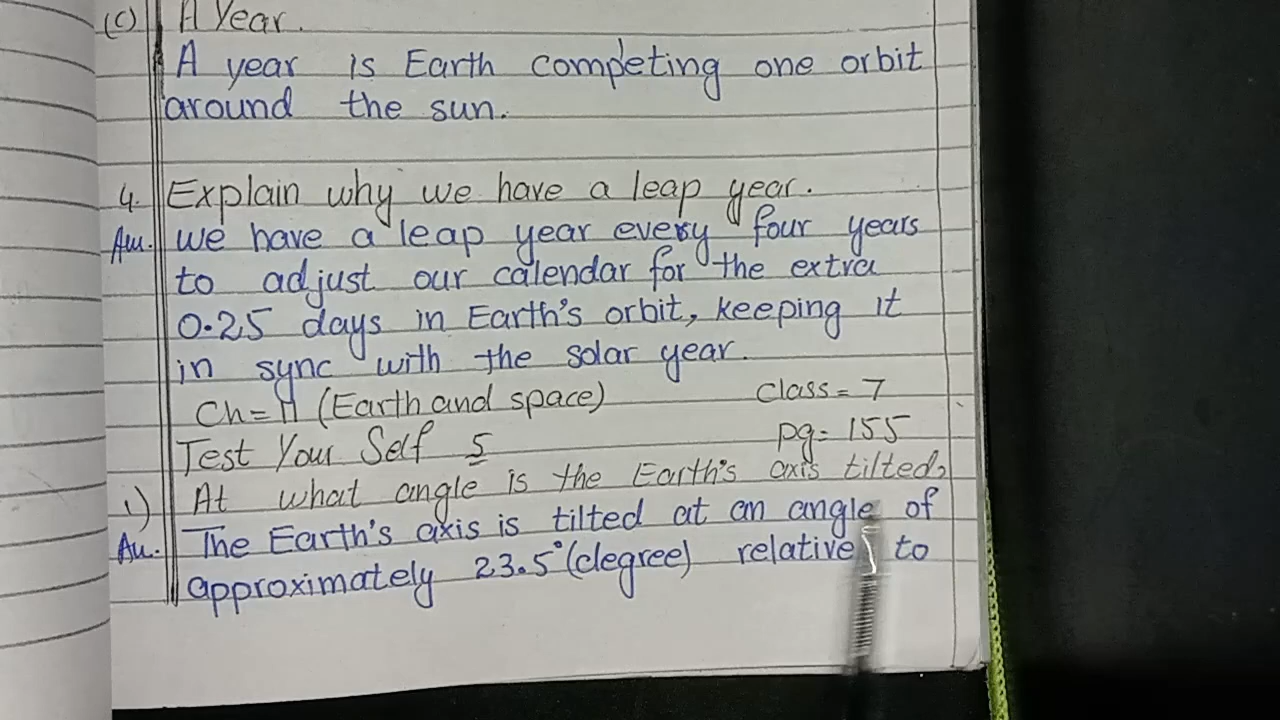 (c) A Year.
A year is Earth competing one orbit
around the sun.
4. Explain why we have a leap year.
Ans. we have a leap year every four years
to adjust our calendar for the extra
0.25 days in Earth's orbit, keeping it
in sync with the solar year.
Ch=11 (Earth and space) Class=7
Test Your Self 5 pg=155
1) At what angle is the Earth's axis tilted?
An. The Earth's axis is tilted at an angle of
approximately 23.5° (degree) relative to